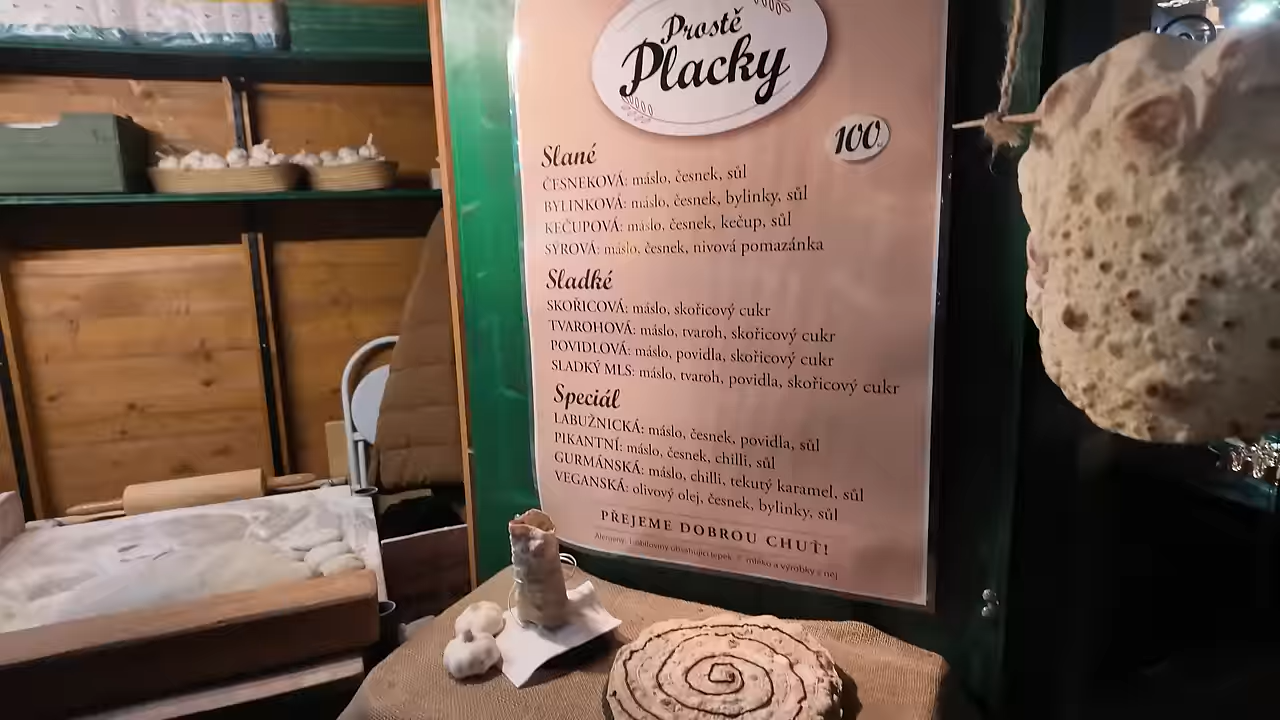 Prostě
Placky
100
Slané
ČESNEKOVÁ: máslo, česnek, sůl
BYLINKOVÁ: máslo, česnek, bylinky, sůl
KEČUPOVÁ: máslo, česnek, kečup, sůl
SÝROVÁ: máslo, česnek, nivová pomazánka
Sladké
SKOŘICOVÁ: máslo, skořicový cukr
TVAROHOVÁ: máslo, tvaroh, skořicový cukr
POVIDLOVÁ: máslo, povidla, skořicový cukr
SLADKÝ MLS: máslo, tvaroh, povidla, skořicový cukr
Speciál
LABUŽNICKÁ: máslo, česnek, povidla, sůl
PIKANTNÍ: máslo, česnek, chilli, sůl
GURMÁNSKÁ: máslo, chilli, tekutý karamel, sůl
VEGANSKÁ: olivový olej, česnek, bylinky, sůl
PŘEJEME DOBROU CHUŤ!
Alergeny: 1. obiloviny obsahující lepek mléko a výrobky z něj